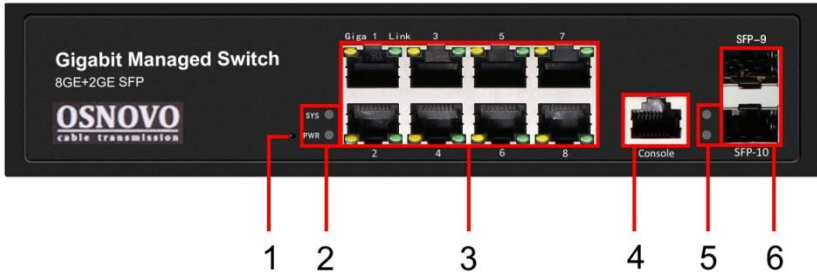 Giga 1 Link 3 5 7 SFP-9
Gigabit Managed Switch
8GE+2GE SFP
OSNOVO
cable transmission
SYS
PWR
2 4 6 8 Console SFP-10
1 2 3 4 5 6